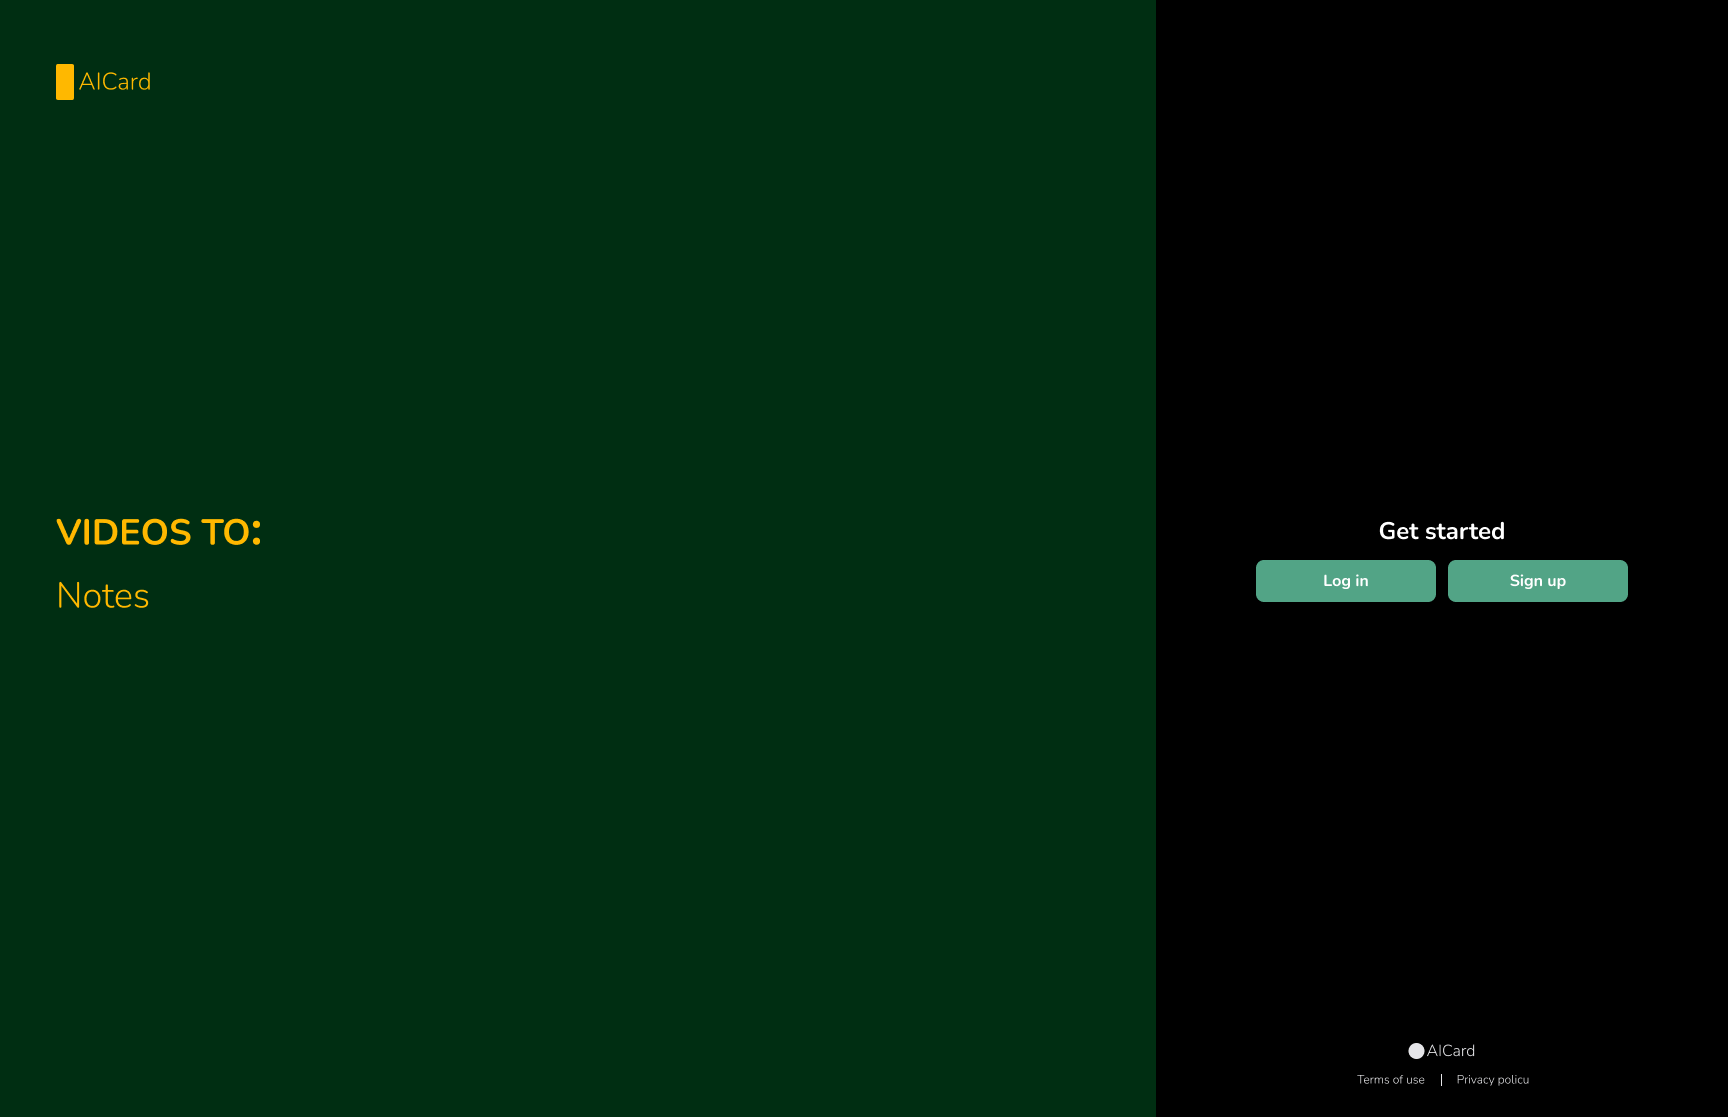 AICard
VIDEOS TO:
Notes
Get started
Log in
Sign up
AICard
Terms of use | Privacy policu